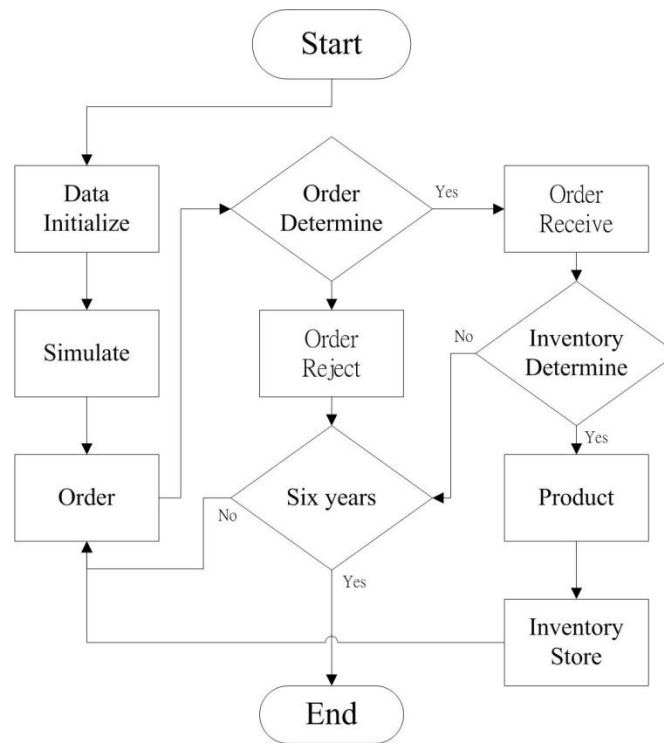 Start
Data
Initialize
Order
Determine
Yes
Order
Receive
Simulate
Order
Reject
No
Inventory
Determine
Yes
Order
Six years
No
Yes
Product
Inventory
Store
End